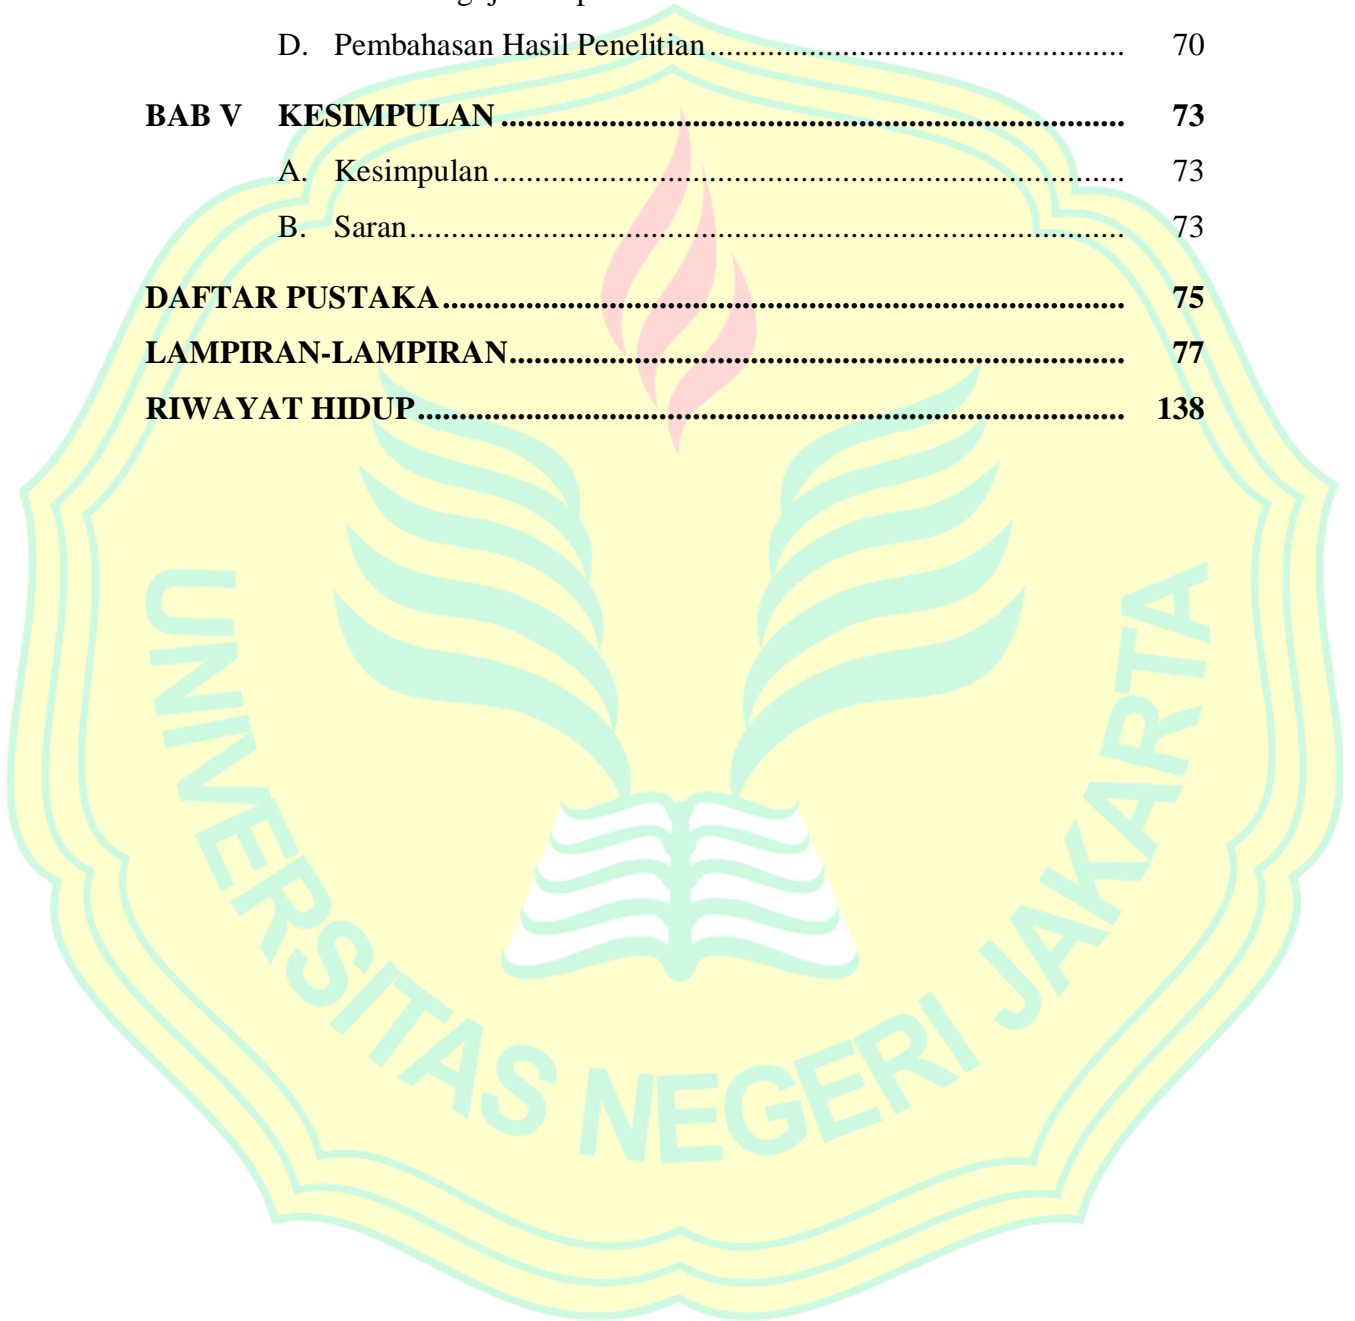 D. Pembahasan Hasil Penelitian ........................................................ 70
BAB V KESIMPULAN ........................................................................... 73
A. Kesimpulan ............................................................................ 73
B. Saran ...................................................................................... 73
DAFTAR PUSTAKA .................................................................................. 75
LAMPIRAN-LAMPIRAN .......................................................................... 77
RIWAYAT HIDUP ..................................................................................... 138
UNIVERSITAS NEGERI JAKARTA